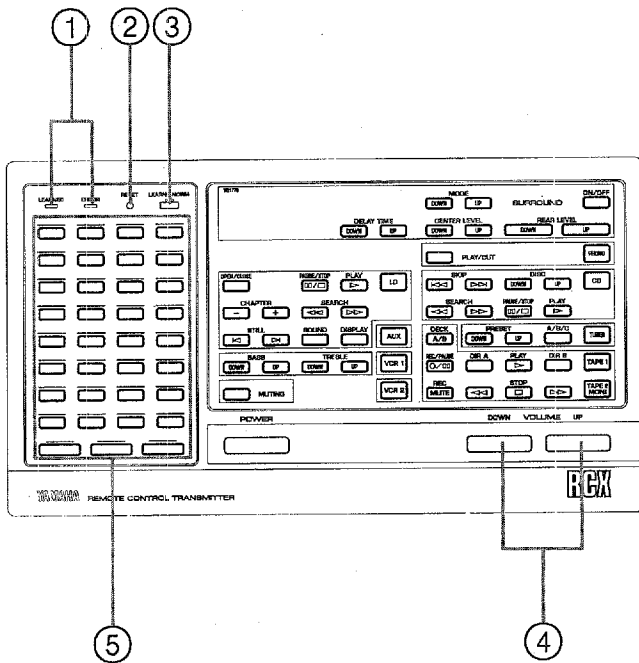 1 2 3
LEARNING ERROR RESET LEARN NORMAL
MODE ON/OFF
DOWN UP SURROUND
DELAY TIME CENTER LEVEL REAR LEVEL
DOWN UP DOWN UP DOWN UP
PLAY/CUT PHONO
OPEN/CLOSE PAUSE/STOP PLAY LD
SKIP DISC CD
DOWN UP
CHAPTER SEARCH
- +
SEARCH PAUSE/STOP PLAY
STILL SOUND DISPLAY AUX
DECK PRESET A/B/C TUNER
A/B DOWN UP
BASS TREBLE VCR 1
DOWN UP DOWN UP
REC/PAUSE DIR A PLAY DIR B TAPE 1
MUTING VCR 2
REC STOP TAPE 2
MUTE MONI
POWER DOWN VOLUME UP
YAMAHA REMOTE CONTROL TRANSMITTER RCX
5 4